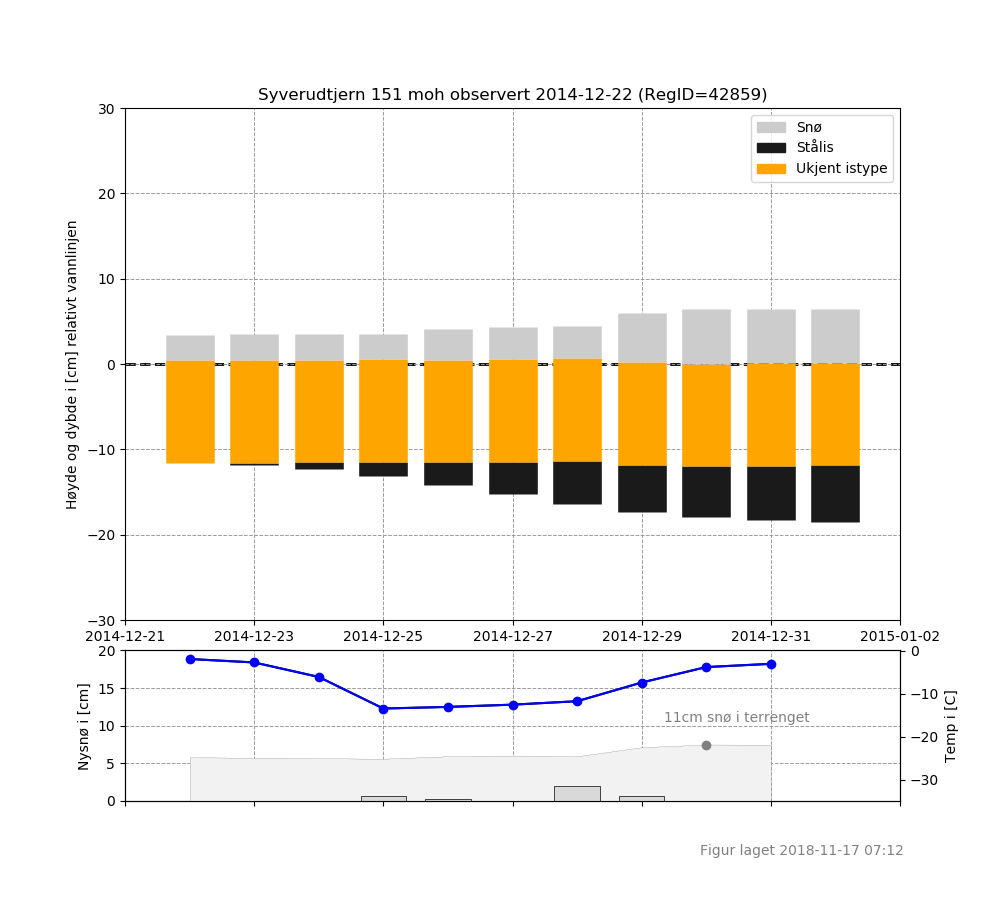 Syverudtjern 151 moh observert 2014-12-22 (RegID=42859)
30
20
10
0
−10
−20
−30
Høyde og dybde i [cm] relativt vannlinjen
Snø
Stålis
Ukjent istype
2014-12-21
2014-12-23
2014-12-25
2014-12-27
2014-12-29
2014-12-31
2015-01-02
20
15
10
5
0
Nysnø i [cm]
11cm snø i terrenget
0
−10
−20
−30
Temp i [C]
Figur laget 2018-11-17 07:12